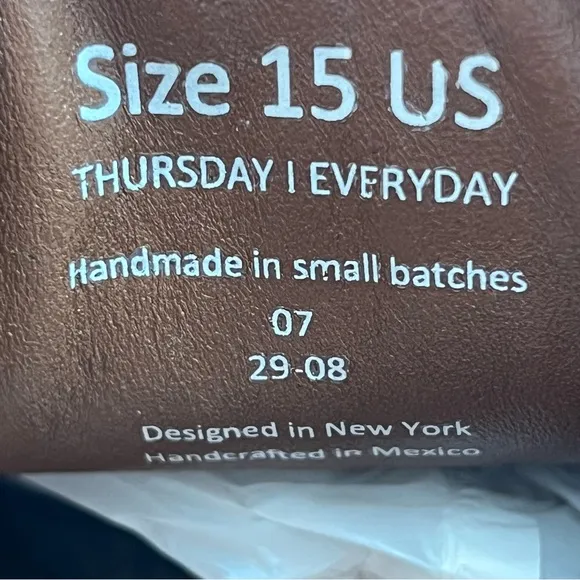 Size 15 US
THURSDAY | EVERYDAY
Handmade in small batches
07
29-08
Designed in New York
Handcrafted in Mexico